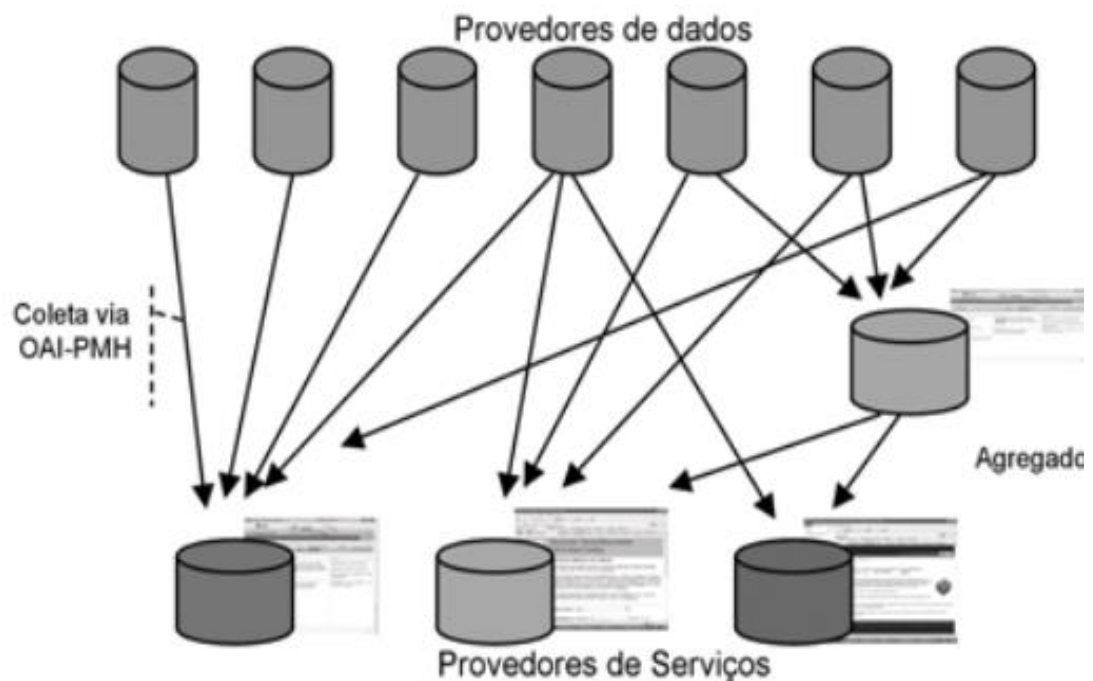 Provedores de dados
Coleta via
OAI-PMH
Agregado
Provedores de Serviços